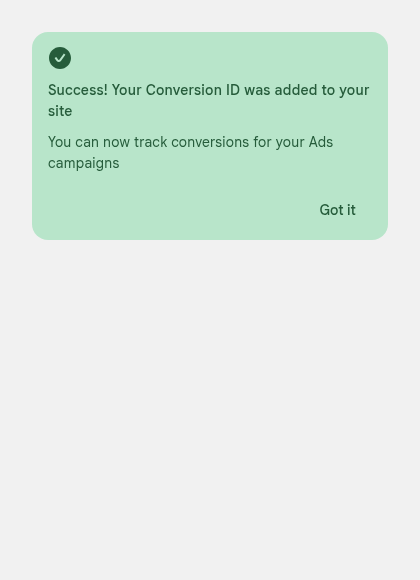 Success! Your Conversion ID was added to your
site
You can now track conversions for your Ads
campaigns
Got it